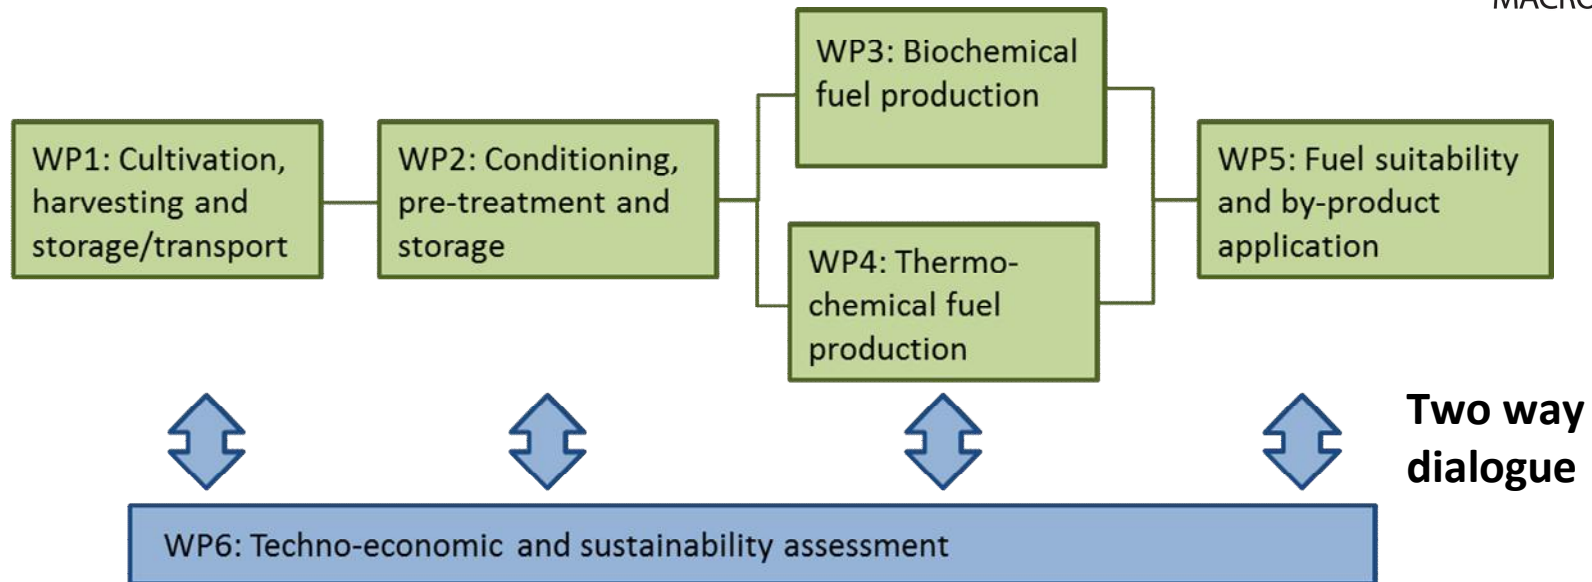 MACRO
WP3: Biochemical
fuel production
WP1: Cultivation,
harvesting and
storage/transport
WP2: Conditioning,
pre-treatment and
storage
WP4: Thermo-
chemical fuel
production
WP5: Fuel suitability
and by-product
application
Two way
dialogue
WP6: Techno-economic and sustainability assessment